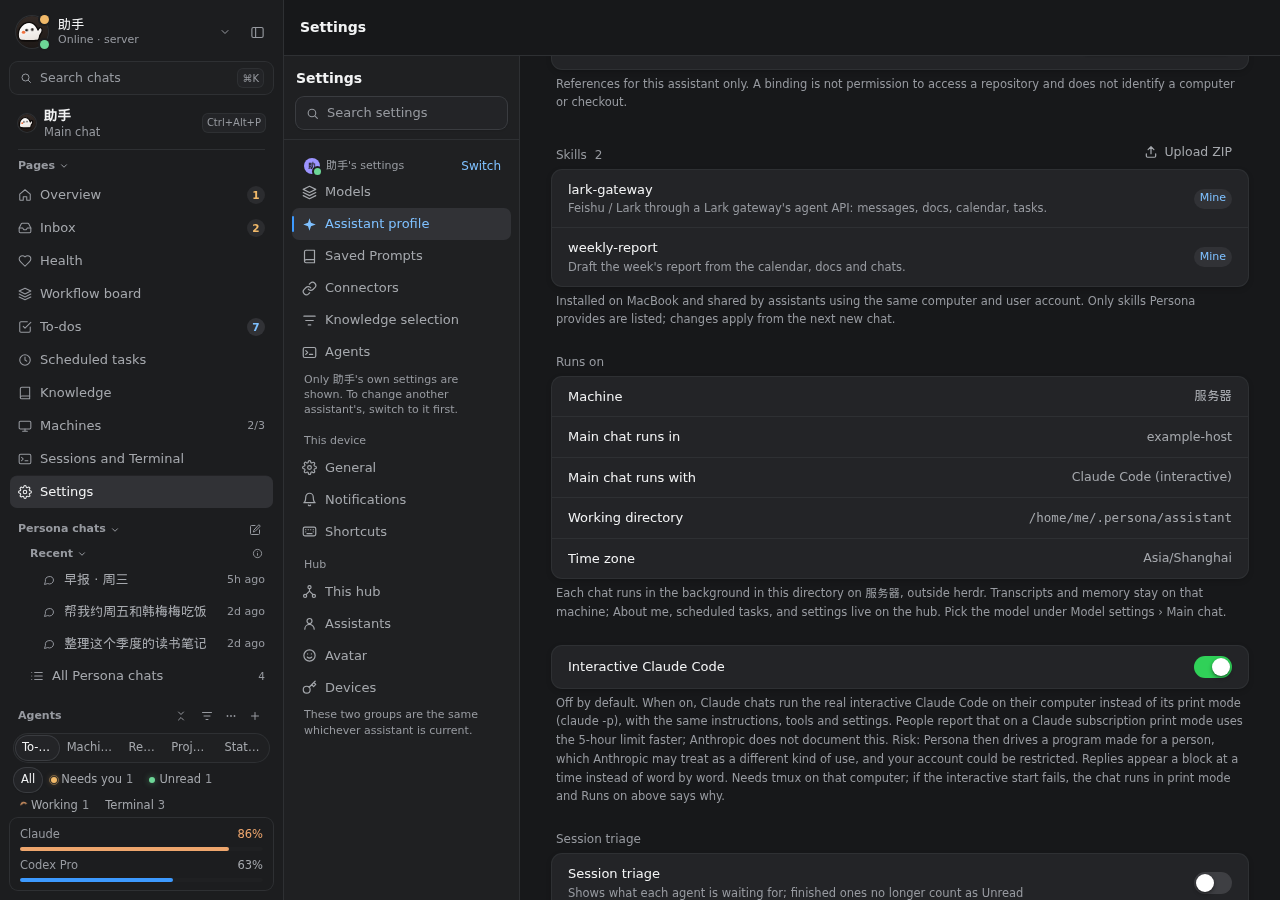 助手
Online · server
Search chats
⌘K
助手
Main chat
Ctrl+Alt+P
Pages
Overview
1
Inbox
2
Health
Workflow board
To-dos
7
Scheduled tasks
Knowledge
Machines
2/3
Sessions and Terminal
Settings
Persona chats
Recent
早报 · 周三
5h ago
帮我约周五和韩梅梅吃饭
2d ago
整理这个季度的读书笔记
2d ago
All Persona chats
4
Agents
To-…
Machi…
Re…
Proj…
Stat…
All
Needs you 1
Unread 1
Working 1
Terminal 3
Claude
86%
Codex Pro
63%
Settings
Settings
Search settings
助手's settings
Switch
Models
Assistant profile
Saved Prompts
Connectors
Knowledge selection
Agents
Only 助手's own settings are
shown. To change another
assistant's, switch to it first.
This device
General
Notifications
Shortcuts
Hub
This hub
Assistants
Avatar
Devices
These two groups are the same
whichever assistant is current.
References for this assistant only. A binding is not permission to access a repository and does not identify a computer
or checkout.
Skills 2
Upload ZIP
lark-gateway
Feishu / Lark through a Lark gateway's agent API: messages, docs, calendar, tasks.
Mine
weekly-report
Draft the week's report from the calendar, docs and chats.
Mine
Installed on MacBook and shared by assistants using the same computer and user account. Only skills Persona
provides are listed; changes apply from the next new chat.
Runs on
Machine
服务器
Main chat runs in
example-host
Main chat runs with
Claude Code (interactive)
Working directory
/home/me/.persona/assistant
Time zone
Asia/Shanghai
Each chat runs in the background in this directory on 服务器, outside herdr. Transcripts and memory stay on that
machine; About me, scheduled tasks, and settings live on the hub. Pick the model under Model settings › Main chat.
Interactive Claude Code
Off by default. When on, Claude chats run the real interactive Claude Code on their computer instead of its print mode
(claude -p), with the same instructions, tools and settings. People report that on a Claude subscription print mode uses
the 5-hour limit faster; Anthropic does not document this. Risk: Persona then drives a program made for a person,
which Anthropic may treat as a different kind of use, and your account could be restricted. Replies appear a block at a
time instead of word by word. Needs tmux on that computer; if the interactive start fails, the chat runs in print mode
and Runs on above says why.
Session triage
Session triage
Shows what each agent is waiting for; finished ones no longer count as Unread